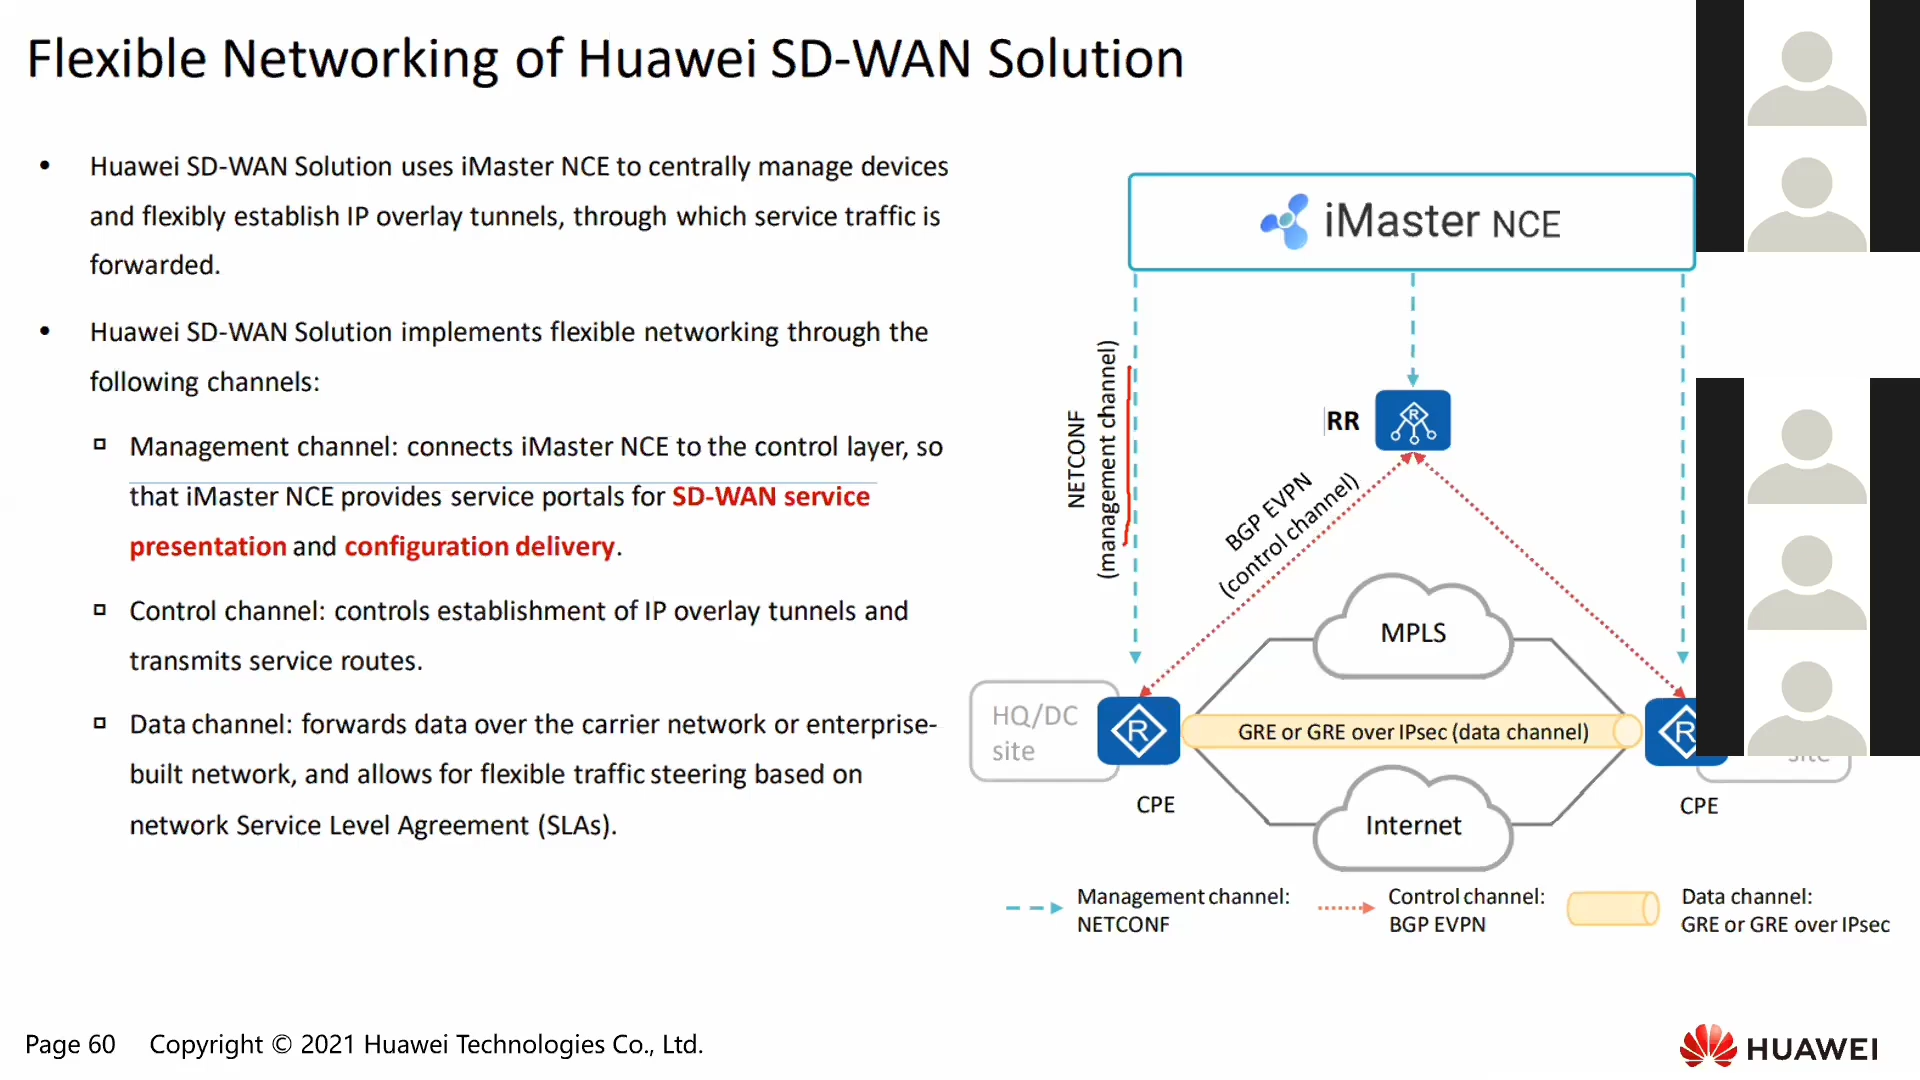 Flexible Networking of Huawei SD-WAN Solution
• Huawei SD-WAN Solution uses iMaster NCE to centrally manage devices
and flexibly establish IP overlay tunnels, through which service traffic is
forwarded.
• Huawei SD-WAN Solution implements flexible networking through the
following channels:
Management channel: connects iMaster NCE to the control layer, so
that iMaster NCE provides service portals for SD-WAN service
presentation and configuration delivery.
Control channel: controls establishment of IP overlay tunnels and
transmits service routes.
Data channel: forwards data over the carrier network or enterprise-
built network, and allows for flexible traffic steering based on
network Service Level Agreement (SLAs).
iMaster NCE
NETCONF
(management channel)
RR
R
BGP EVPN
(control channel)
MPLS
HQ/DC
site
R
GRE or GRE over IPsec (data channel)
R
site
CPE
Internet
CPE
Management channel:
NETCONF
Control channel:
BGP EVPN
Data channel:
GRE or GRE over IPsec
Page 60 Copyright © 2021 Huawei Technologies Co., Ltd.
HUAWEI